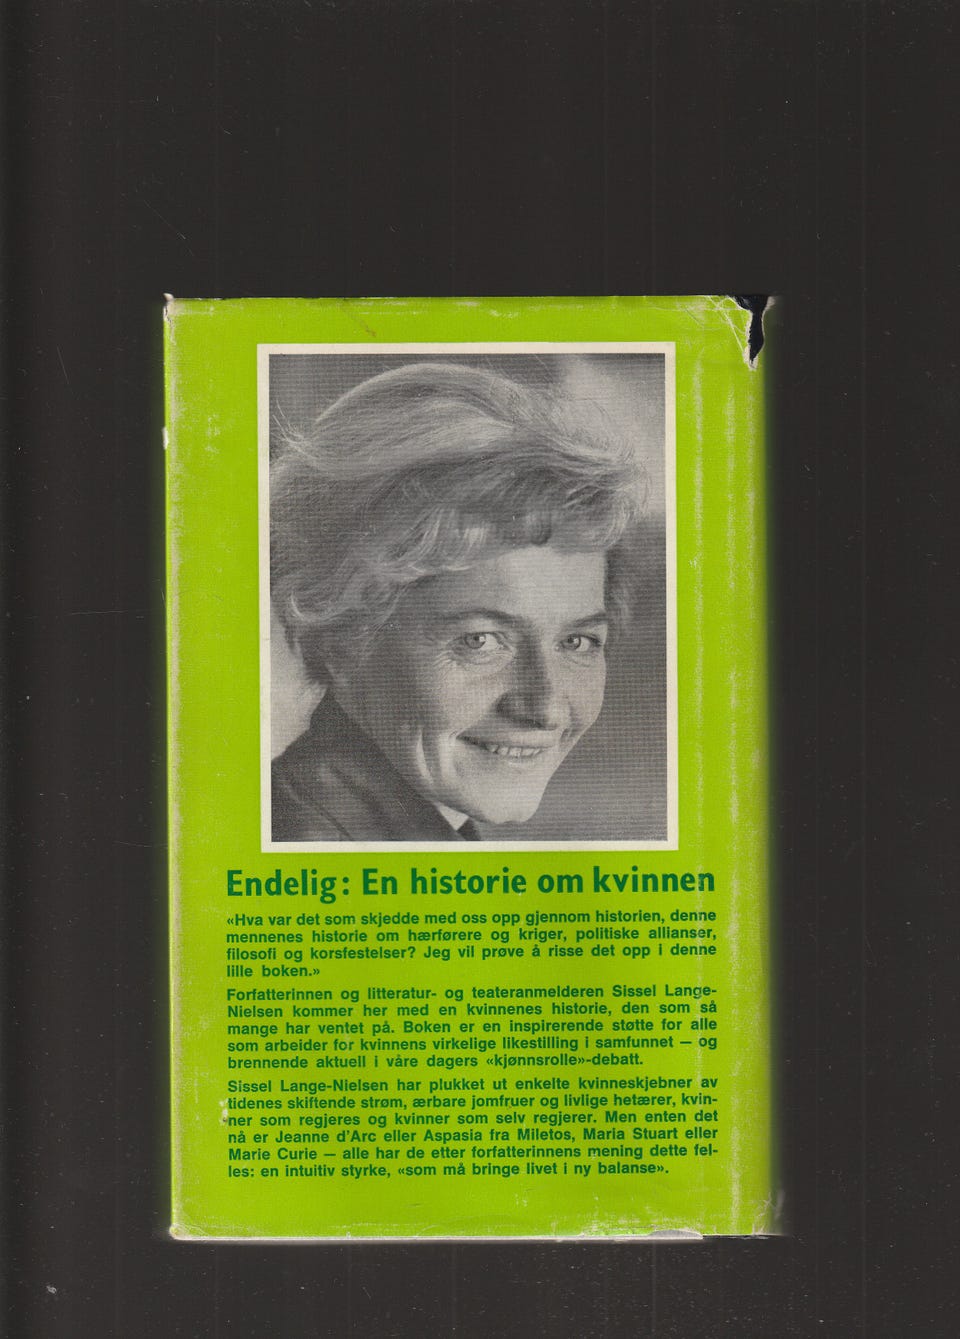 Endelig: En historie om kvinnen
«Hva var det som skjedde med oss opp gjennom historien, denne
mennenes historie om hærførere og kriger, politiske allianser,
filosofi og korsfestelser? Jeg vil prøve å risse det opp i denne
lille boken.»
Forfatterinnen og litteratur- og teateranmelderen Sissel Lange-
Nielsen kommer her med en kvinnenes historie, den som så
mange har ventet på. Boken er en inspirerende støtte for alle
som arbeider for kvinnens virkelige likestilling i samfunnet — og
brennende aktuell i våre dagers «kjønnsrolle»-debatt.
Sissel Lange-Nielsen har plukket ut enkelte kvinneskjebner av
tidenes skiftende strøm, ærbare jomfruer og livlige hetærer, kvin-
ner som regjeres og kvinner som selv regjerer. Men enten det
nå er Jeanne d'Arc eller Aspasia fra Miletos, Maria Stuart eller
Marie Curie — alle har de etter forfatterinnens mening dette fel-
les: en intuitiv styrke, «som må bringe livet i ny balanse».